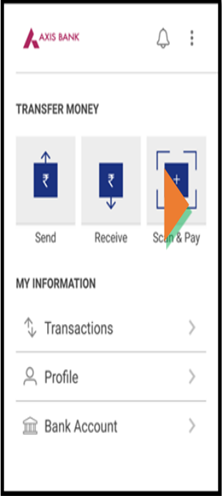 AXIS BANK
TRANSFER MONEY
₹ ₹
Send Receive Scan & Pay
MY INFORMATION
Transactions
Profile
Bank Account